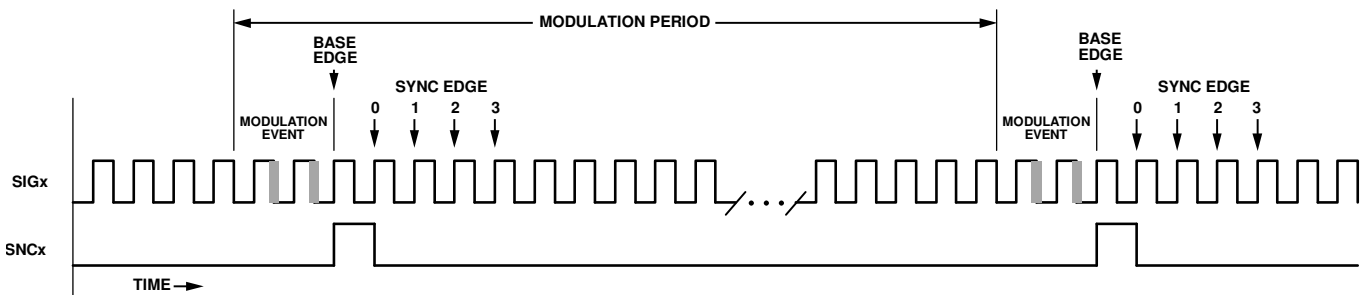 MODULATION PERIOD
BASE
EDGE
BASE
EDGE
SYNC EDGE
0 1 2 3
MODULATION
EVENT
SYNC EDGE
0 1 2 3
MODULATION
EVENT
SIGx
SNCx
TIME